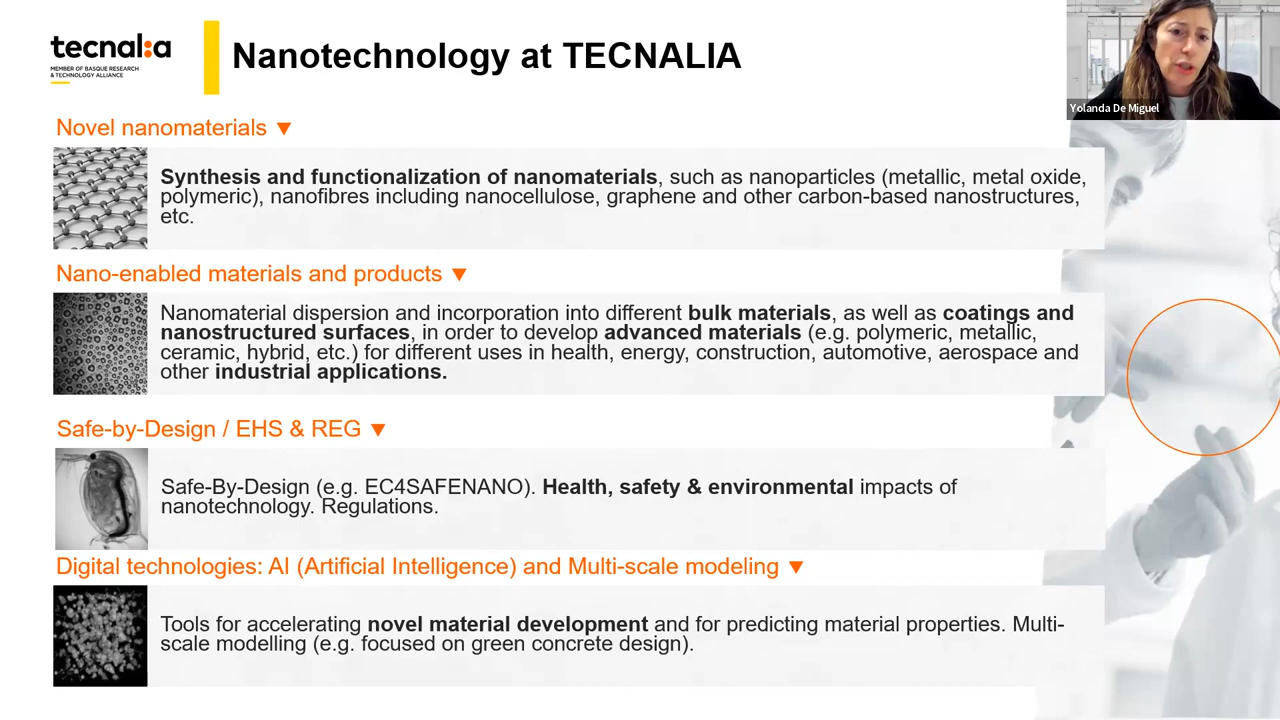 tecnalia
MEMBER OF BASQUE RESEARCH
& TECHNOLOGY ALLIANCE
Nanotechnology at TECNALIA
Yolanda De Miguel
Novel nanomaterials ▼
Synthesis and functionalization of nanomaterials, such as nanoparticles (metallic, metal oxide,
polymeric), nanofibres including nanocellulose, graphene and other carbon-based nanostructures,
etc.
Nano-enabled materials and products ▼
Nanomaterial dispersion and incorporation into different bulk materials, as well as coatings and
nanostructured surfaces, in order to develop advanced materials (e.g. polymeric, metallic,
ceramic, hybrid, etc.) for different uses in health, energy, construction, automotive, aerospace and
other industrial applications.
Safe-by-Design / EHS & REG ▼
Safe-By-Design (e.g. EC4SAFENANO). Health, safety & environmental impacts of
nanotechnology. Regulations.
Digital technologies: AI (Artificial Intelligence) and Multi-scale modeling ▼
Tools for accelerating novel material development and for predicting material properties. Multi-
scale modelling (e.g. focused on green concrete design).